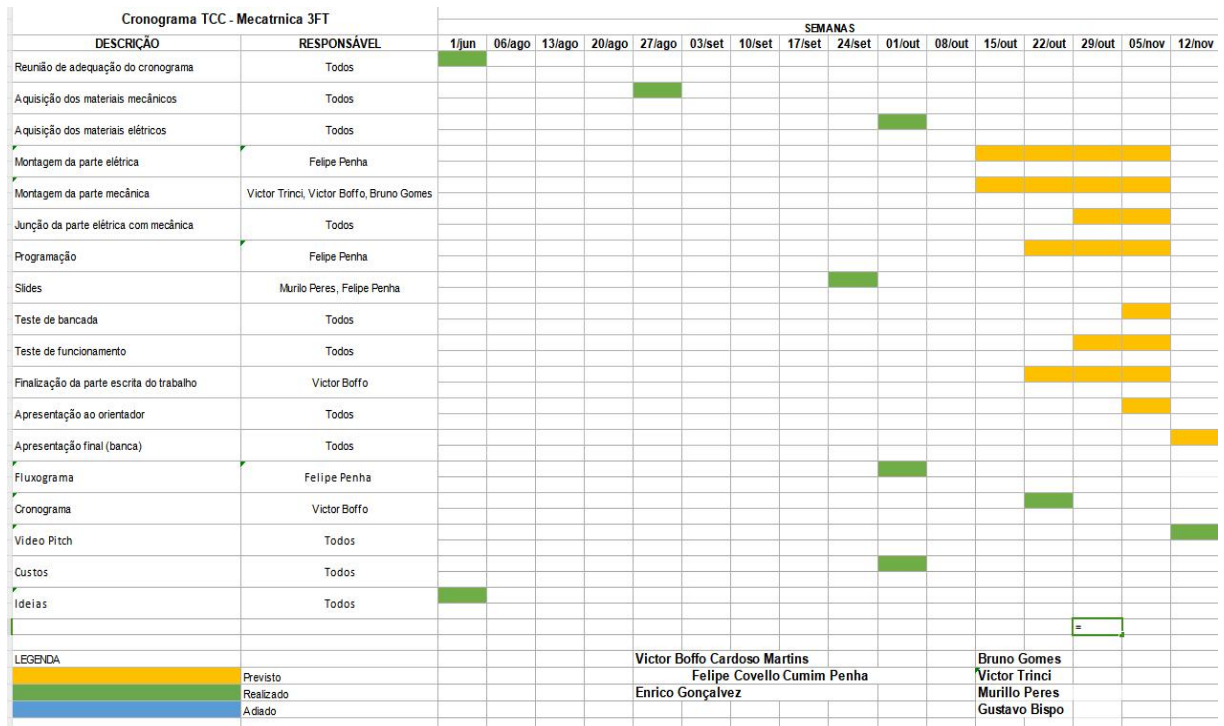 Cronograma TCC - Mecatrnica 3FT
SEMANAS
DESCRIÇÃO RESPONSÁVEL 1/jun 06/ago 13/ago 20/ago 27/ago 03/set 10/set 17/set 24/set 01/out 08/out 15/out 22/out 29/out 05/nov 12/nov
Reunião de adequação do cronograma Todos
Aquisição dos materiais mecânicos Todos
Aquisição dos materiais elétricos Todos
Montagem da parte elétrica Felipe Penha
Montagem da parte mecânica Victor Trinci, Victor Boffo, Bruno Gomes
Junção da parte elétrica com mecânica Todos
Programação Felipe Penha
Slides Murilo Peres, Felipe Penha
Teste de bancada Todos
Teste de funcionamento Todos
Finalização da parte escrita do trabalho Victor Boffo
Apresentação ao orientador Todos
Apresentação final (banca) Todos
Fluxograma Felipe Penha
Cronograma Victor Boffo
Video Pitch Todos
Custos Todos
Ideias Todos
=
LEGENDA Victor Boffo Cardoso Martins Bruno Gomes
Previsto Felipe Covello Cumim Penha Victor Trinci
Realizado Enrico Gonçalvez Murillo Peres
Adiado Gustavo Bispo